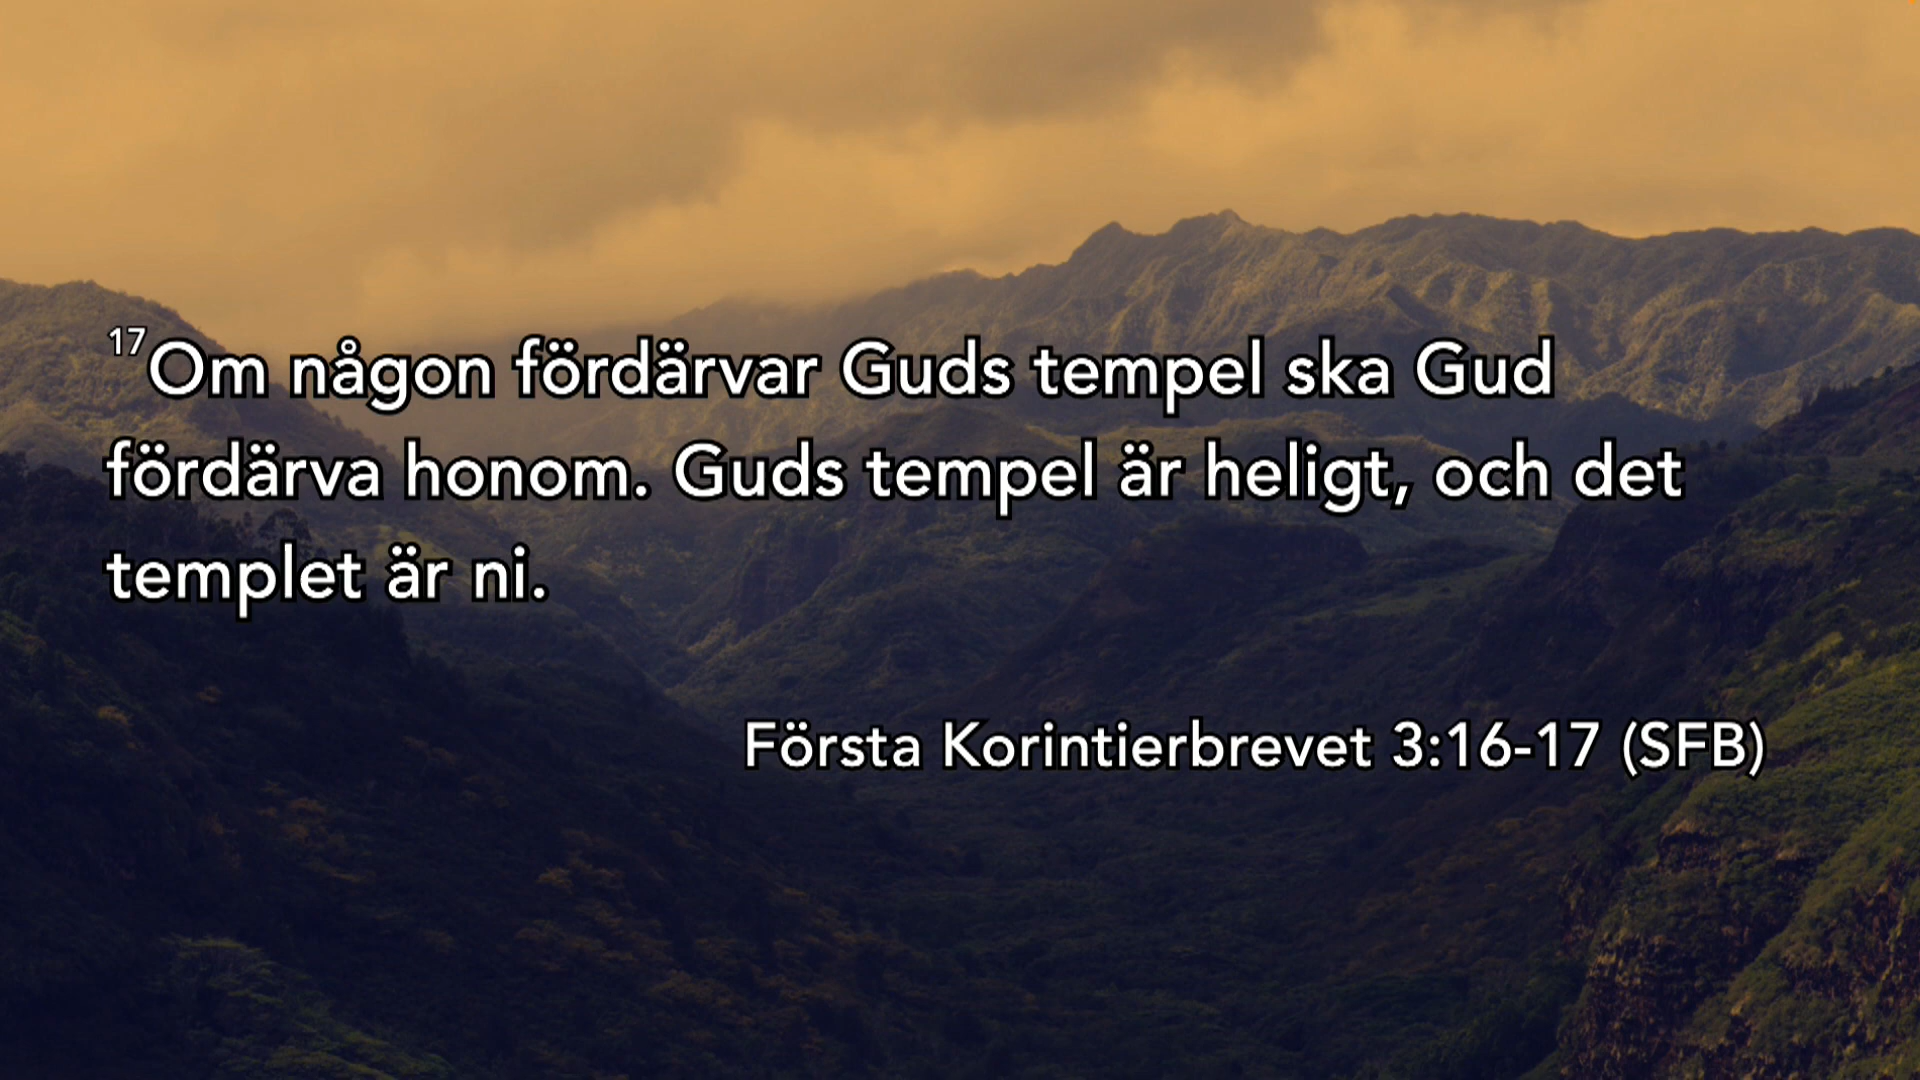 17Om någon fördärvar Guds tempel ska Gud
fördärva honom. Guds tempel är heligt, och det
templet är ni.
Första Korintierbrevet 3:16-17 (SFB)